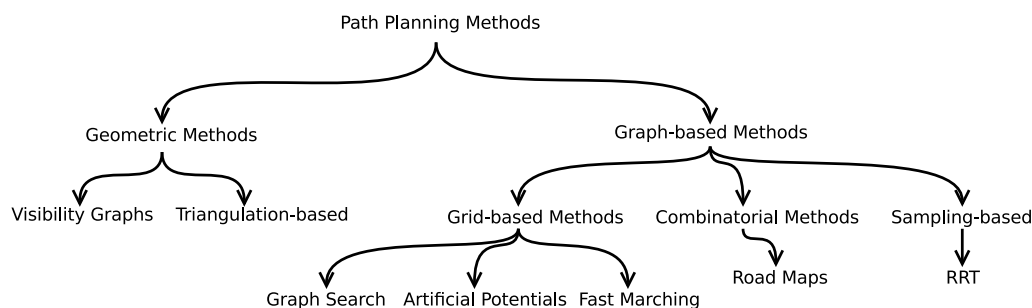 Path Planning Methods
Geometric Methods
Graph-based Methods
Visibility Graphs
Triangulation-based
Grid-based Methods
Combinatorial Methods
Sampling-based
Road Maps
RRT
Graph Search
Artificial Potentials
Fast Marching